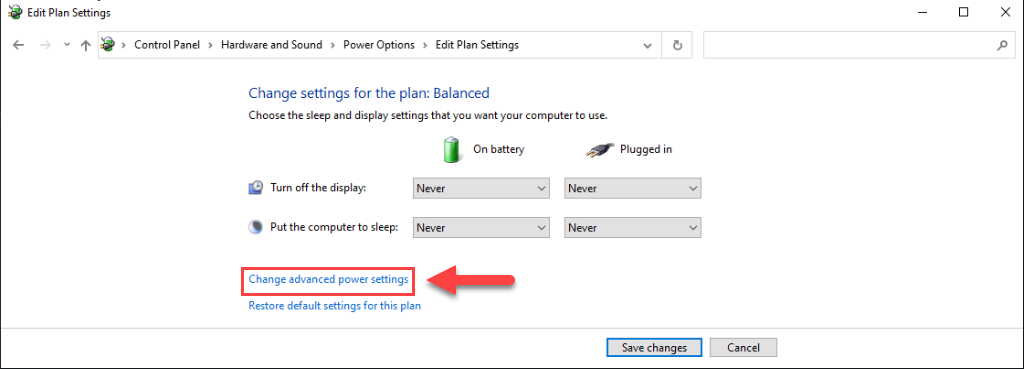 Edit Plan Settings
Control Panel > Hardware and Sound > Power Options > Edit Plan Settings
Change settings for the plan: Balanced
Choose the sleep and display settings that you want your computer to use.
On battery Plugged in
Turn off the display: Never Never
Put the computer to sleep: Never Never
Change advanced power settings
Restore default settings for this plan
Save changes Cancel